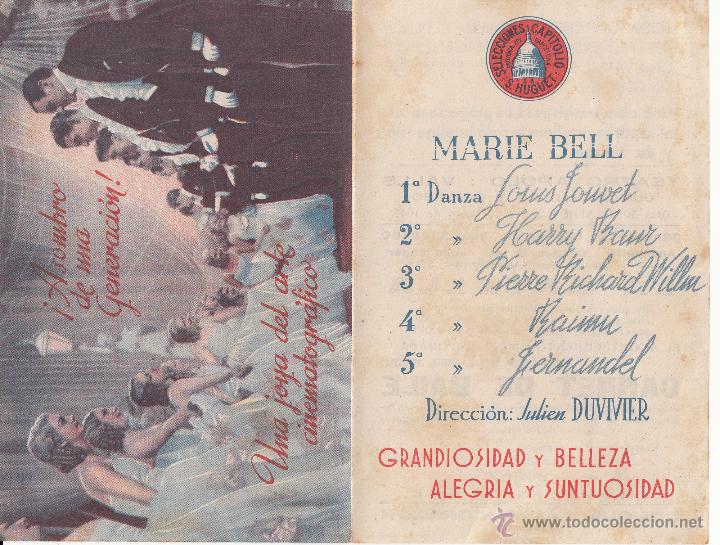 ¡Asombro
de una
Generación!
Una joya del arte
cinematográfico
SELECCIONES CAPITOLIO
S. HUGUET
MARIE BELL
1ª Danza Louis Jouvet
2ª » Harry Baur
3ª » Pierre Richard Willm
4ª » Raimu
5ª » Fernandel
Dirección: Julien DUVIVIER
GRANDIOSIDAD y BELLEZA
ALEGRIA y SUNTUOSIDAD
www.todocoleccion.net